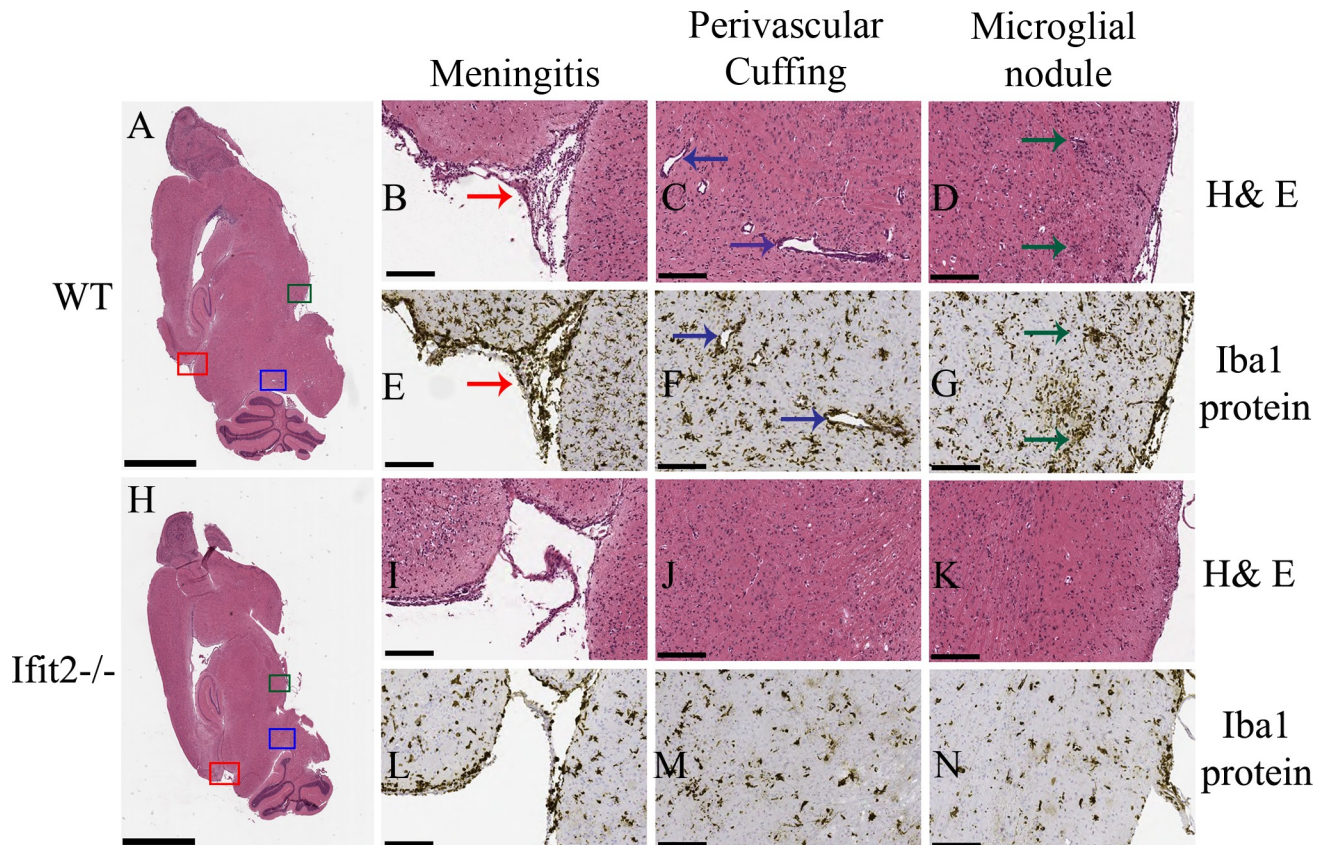 Perivascular
Cuffing
Microglial
nodule
Meningitis
A
B
C
D
H& E
WT
E
F
G
Iba1
protein
H
I
J
K
H& E
Ifit2-/-
L
M
N
Iba1
protein